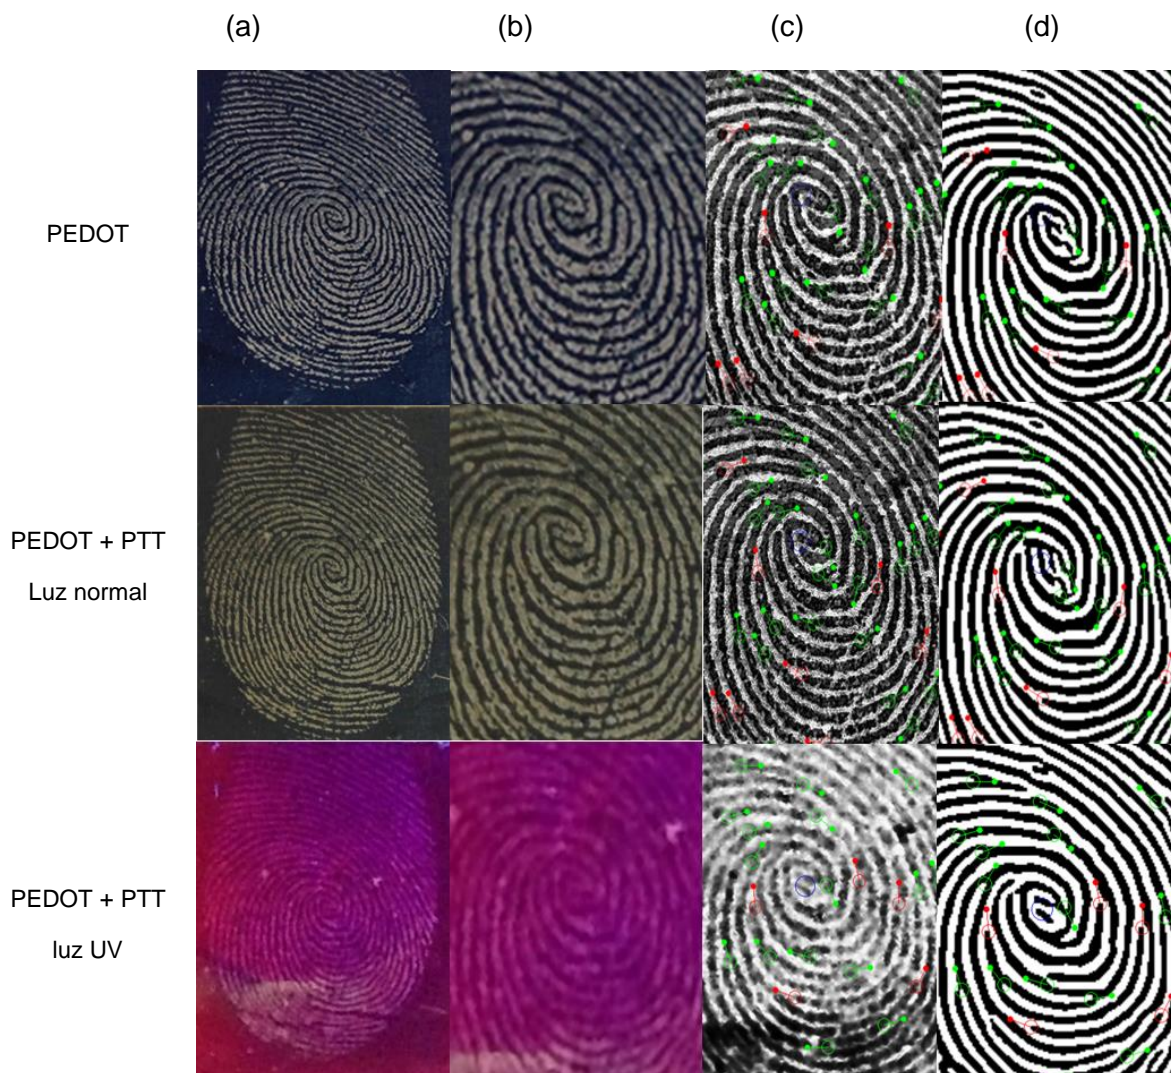 (a) (b) (c) (d)
PEDOT
PEDOT + PTT
Luz normal
PEDOT + PTT
luz UV